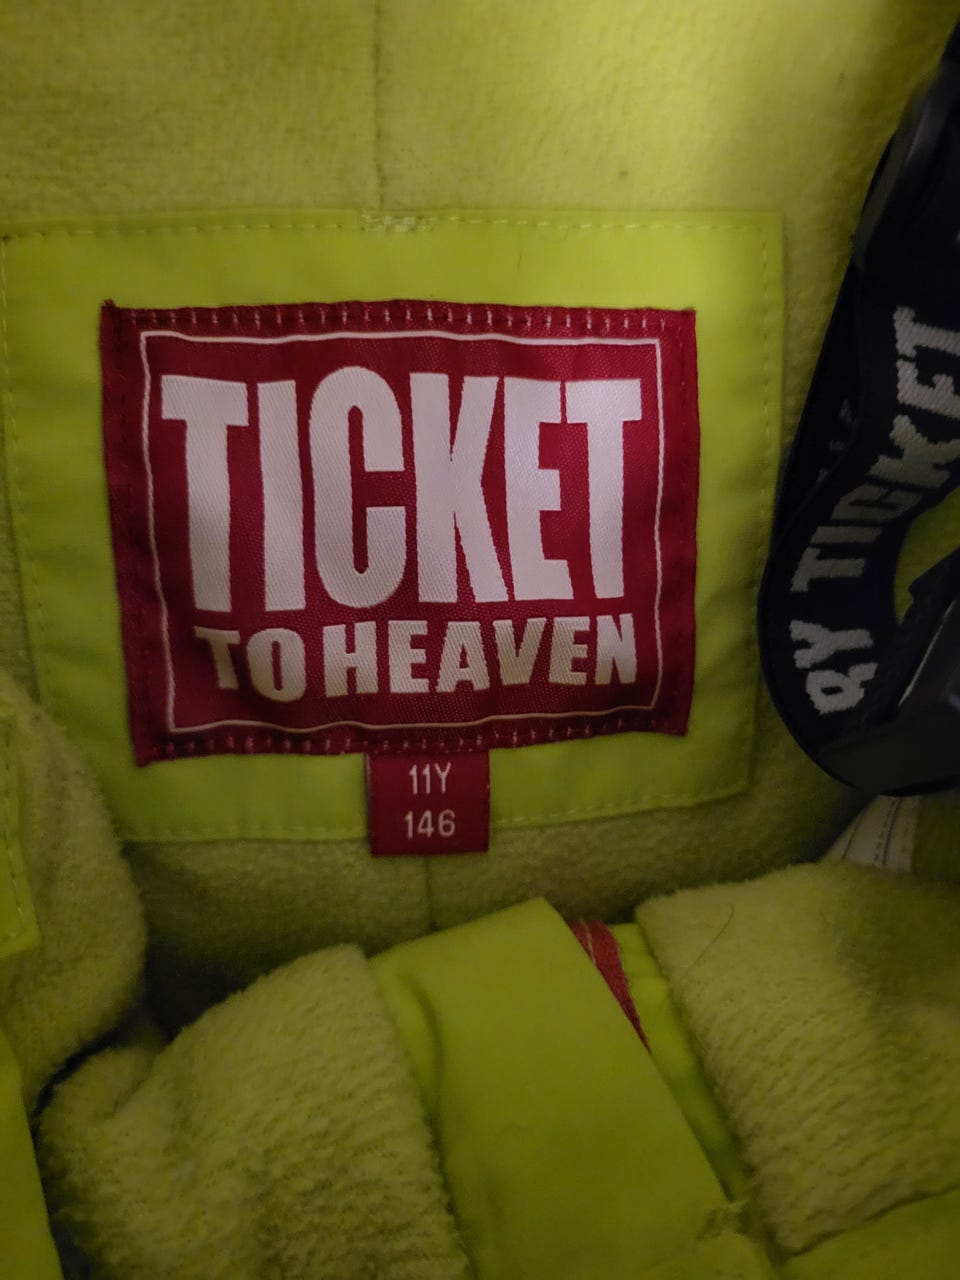 TICKET
TO HEAVEN
11Y
146
BY TICKET